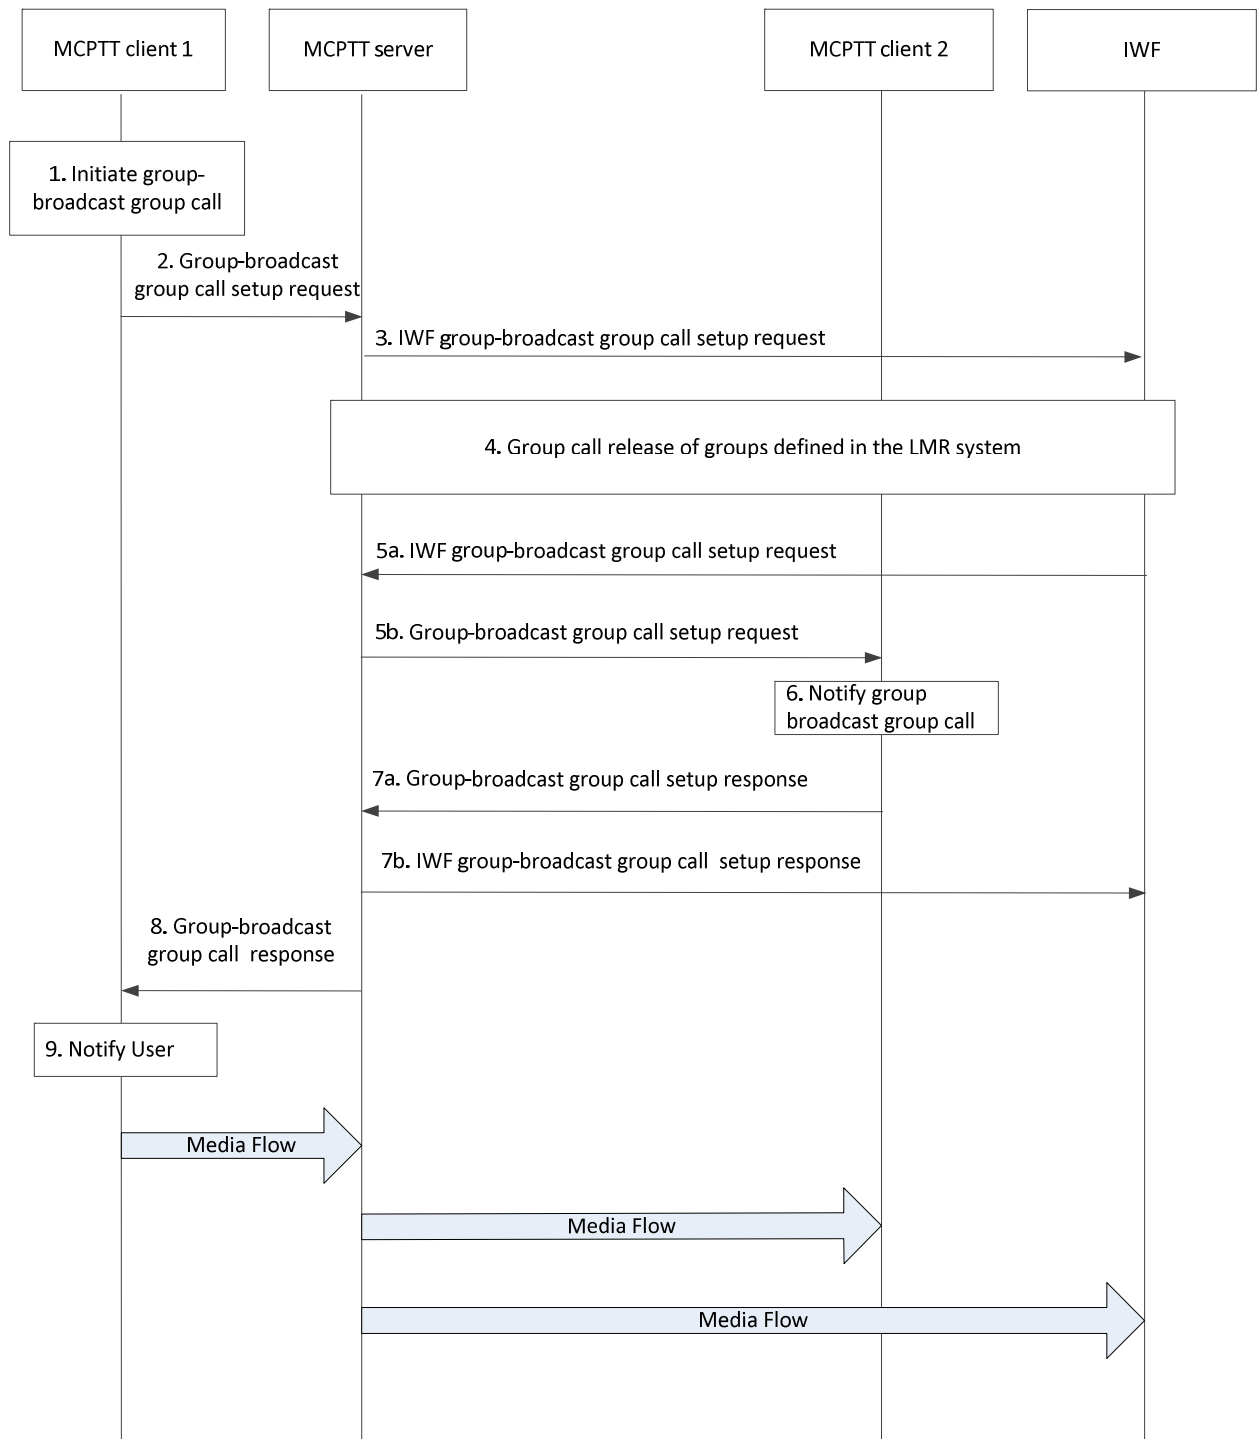 MCPTT client 1
MCPTT server
MCPTT client 2
IWF
1. Initiate group-
broadcast group call
2. Group-broadcast
group call setup request
3. IWF group-broadcast group call setup request
4. Group call release of groups defined in the LMR system
5a. IWF group-broadcast group call setup request
5b. Group-broadcast group call setup request
6. Notify group
broadcast group call
7a. Group-broadcast group call setup response
7b. IWF group-broadcast group call  setup response
8. Group-broadcast
group call  response
9. Notify User
Media Flow
Media Flow
Media Flow